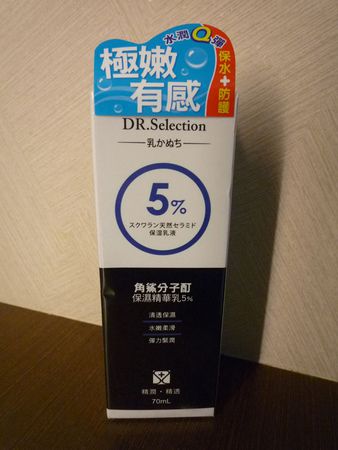 水潤Q彈
極嫩
有感
保水+防護
DR.Selection
乳かぬち
5%
スクワラン天然セラミド
保湿乳液
角鯊分子酊
保濕精華乳5%
清透保濕
水嫩柔滑
彈力緊潤
精潤・精透
70mL